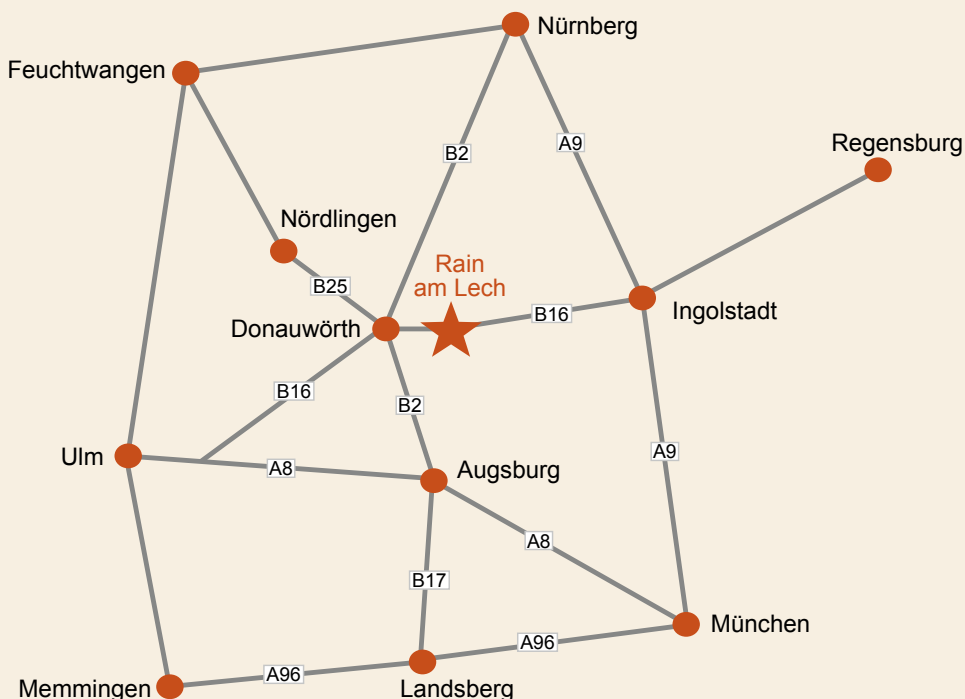 Nürnberg
Feuchtwangen
B2
A9
Regensburg
Nördlingen
Rain
am Lech
B25
B16
Ingolstadt
Donauwörth
B16
B2
A9
Ulm
A8
Augsburg
A8
B17
München
A96
A96
Memmingen
Landsberg